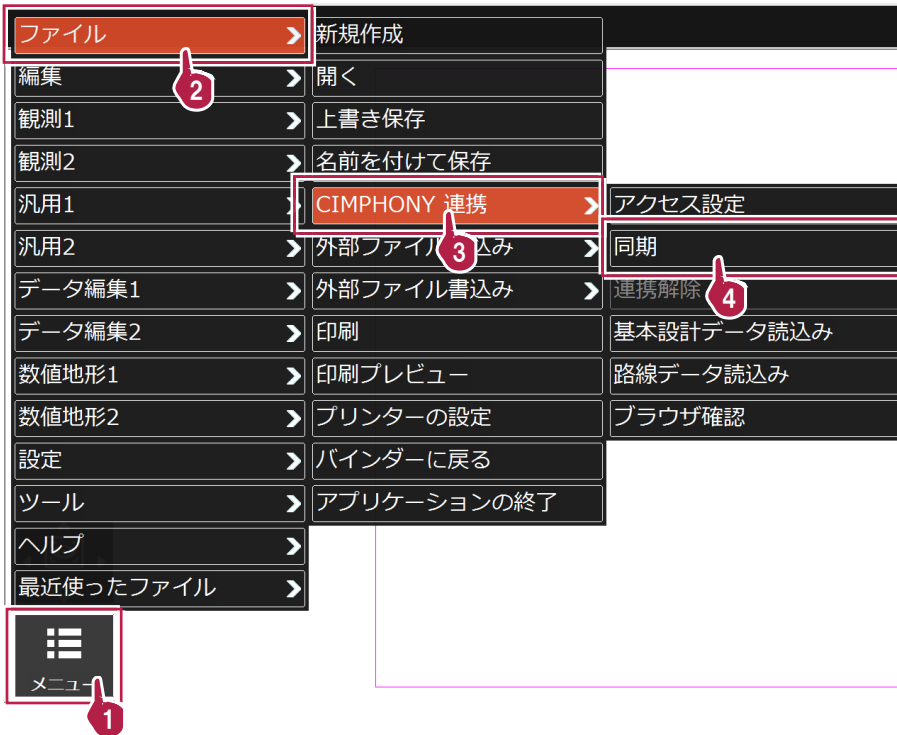 ファイル
編集
観測1
観測2
汎用1
汎用2
データ編集1
データ編集2
数値地形1
数値地形2
設定
ツール
ヘルプ
最近使ったファイル
メニュー
新規作成
開く
上書き保存
名前を付けて保存
CIMPHONY 連携
外部ファイル 込み
外部ファイル書込み
印刷
印刷プレビュー
プリンターの設定
バインダーに戻る
アプリケーションの終了
アクセス設定
同期
連携解除
基本設計データ読込み
路線データ読込み
ブラウザ確認
1
2
3
4